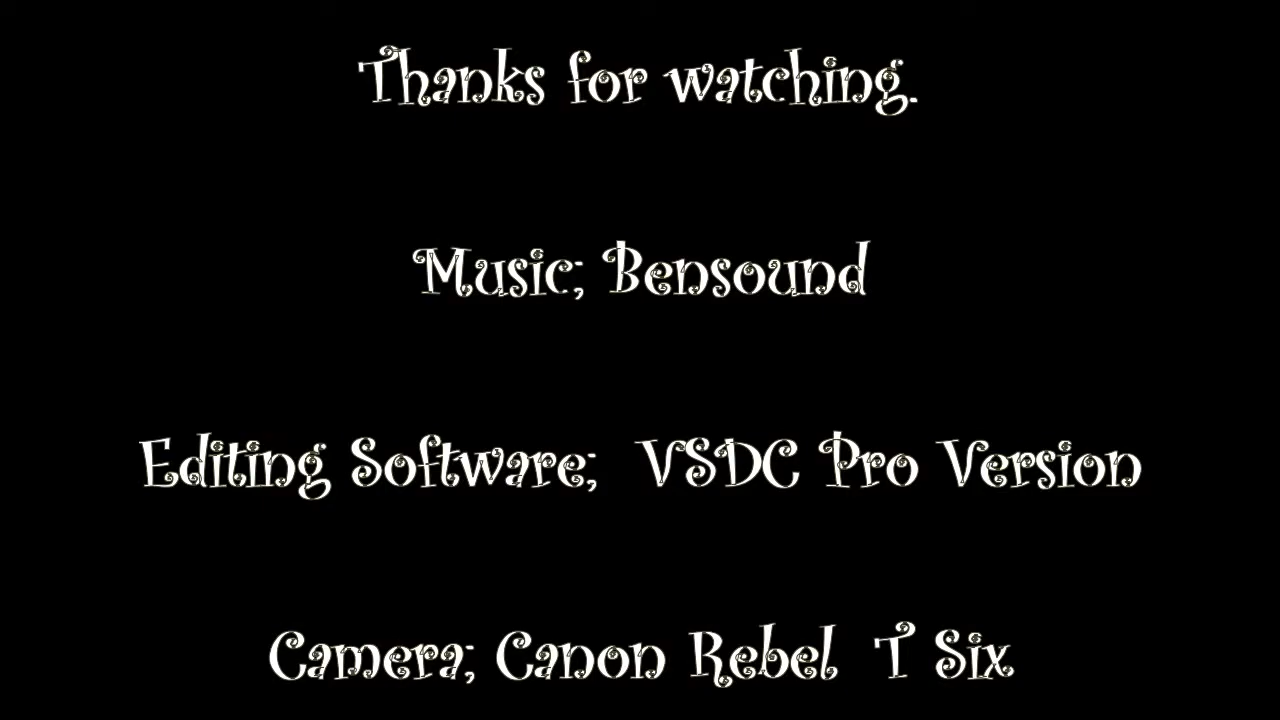 Thanks for watching.
Music; Bensound
Editing Software; VSDC Pro Version
Camera; Canon Rebel T Six